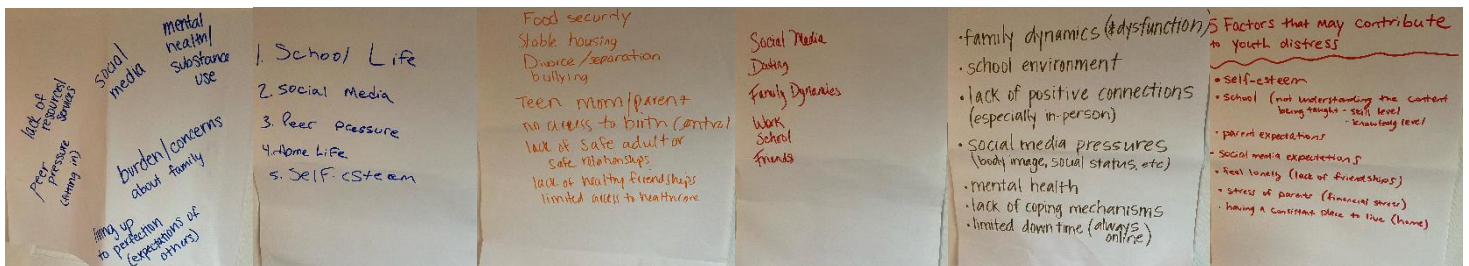 mental
health/
substance
use
social
media
lack of
resources/
services
Peer
pressure
(fitting in)
burden/concerns
about family
living up
to perfection
(expectations of
others)
1. School Life
2. Social Media
3. Peer Pressure
4. Home Life
5. Self-esteem
Food security
Stable housing
Divorce/separation
bullying
Teen mom/parent
no access to birth control
lack of safe adult or
safe relationships
lack of healthy friendships
limited access to healthcare
Social Media
Dating
Family Dynamics
Work
School
Friends
• family dynamics (& dysfunction)
• school environment
• lack of positive connections
(especially in-person)
• social media pressures
(body image, social status, etc)
• mental health
• lack of coping mechanisms
• limited down time (always
online)
5 Factors that may contribute
to youth distress
• self-esteem
• school (not understanding the content
being taught - skill level
- knowledge level
• parent expectations
- social media expectations
• feel lonely (lack of friendships)
• stress of parents (financial stress)
• having a consistant place to live (home)